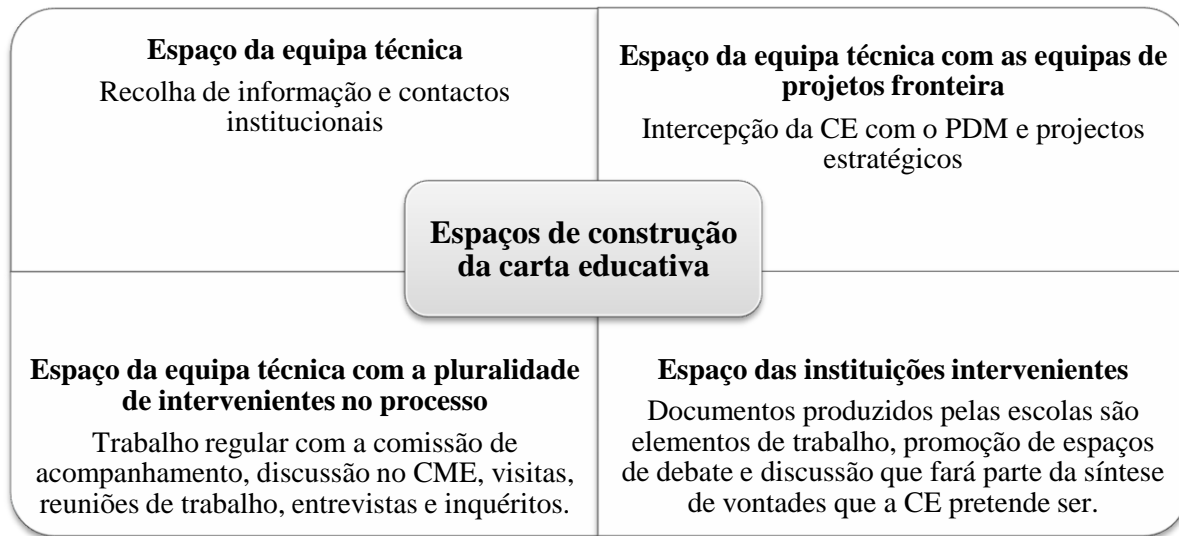 Espaço da equipa técnica
Recolha de informação e contactos
institucionais
Espaço da equipa técnica com as equipas de
projetos fronteira
Intercepção da CE com o PDM e projectos
estratégicos
Espaços de construção
da carta educativa
Espaço da equipa técnica com a pluralidade
de intervenientes no processo
Trabalho regular com a comissão de
acompanhamento, discussão no CME, visitas,
reuniões de trabalho, entrevistas e inquéritos.
Espaço das instituições intervenientes
Documentos produzidos pelas escolas são
elementos de trabalho, promoção de espaços
de debate e discussão que fará parte da síntese
de vontades que a CE pretende ser.